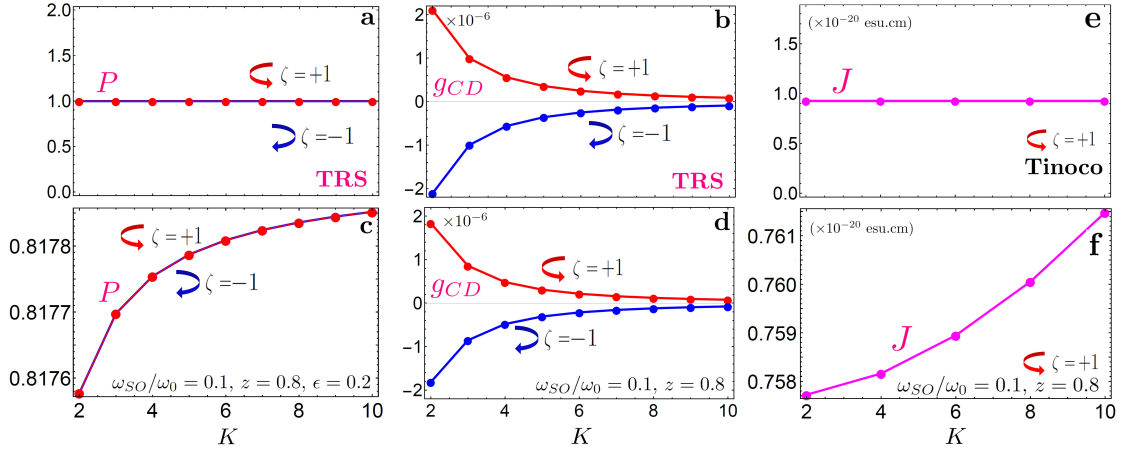 a
2.0
1.5
1.0
0.5
0.0
P
ζ=+1
ζ=−1
TRS
b
×10⁻⁶
2
1
0
−1
−2
g_CD
ζ=+1
ζ=−1
TRS
e
(×10⁻²⁰ esu.cm)
1.5
1.0
0.5
0.0
J
ζ=+1
Tinoco
c
0.8178
0.8177
0.8176
P
ζ=+1
ζ=−1
ω_SO/ω_0 = 0.1, z = 0.8, ϵ = 0.2
2 4 6 8 10
K
d
×10⁻⁶
2
1
0
−1
−2
g_CD
ζ=+1
ζ=−1
ω_SO/ω_0 = 0.1, z = 0.8
2 3 4 5 6 7 8 9 10
K
f
(×10⁻²⁰ esu.cm)
0.761
0.760
0.759
0.758
J
ζ=+1
ω_SO/ω_0 = 0.1, z = 0.8
2 4 6 8 10
K